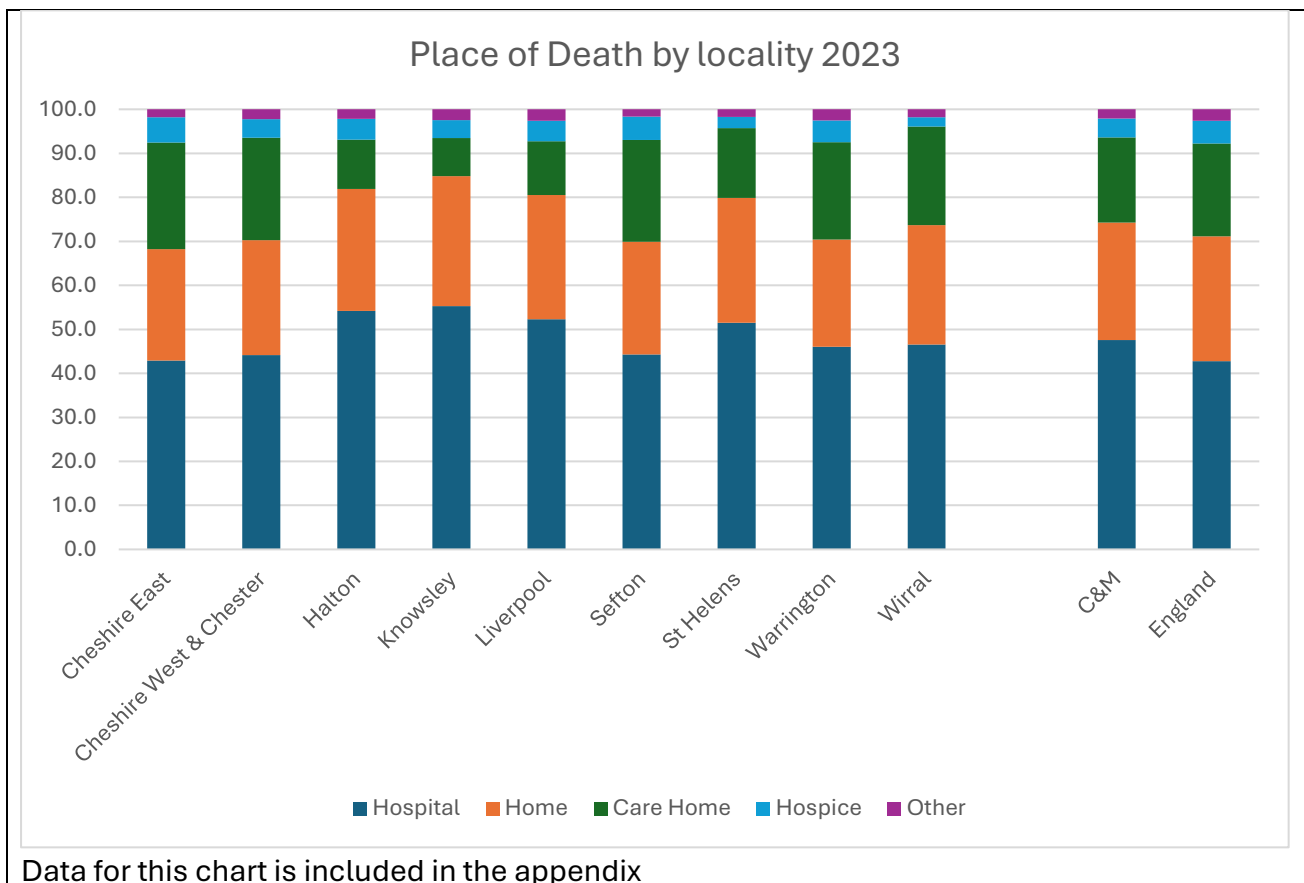 Place of Death by locality 2023
100.0
90.0
80.0
70.0
60.0
50.0
40.0
30.0
20.0
10.0
0.0
Cheshire East
Cheshire West & Chester
Halton
Knowsley
Liverpool
Sefton
St Helens
Warrington
Wirral
C&M
England
Hospital Home Care Home Hospice Other
Data for this chart is included in the appendix